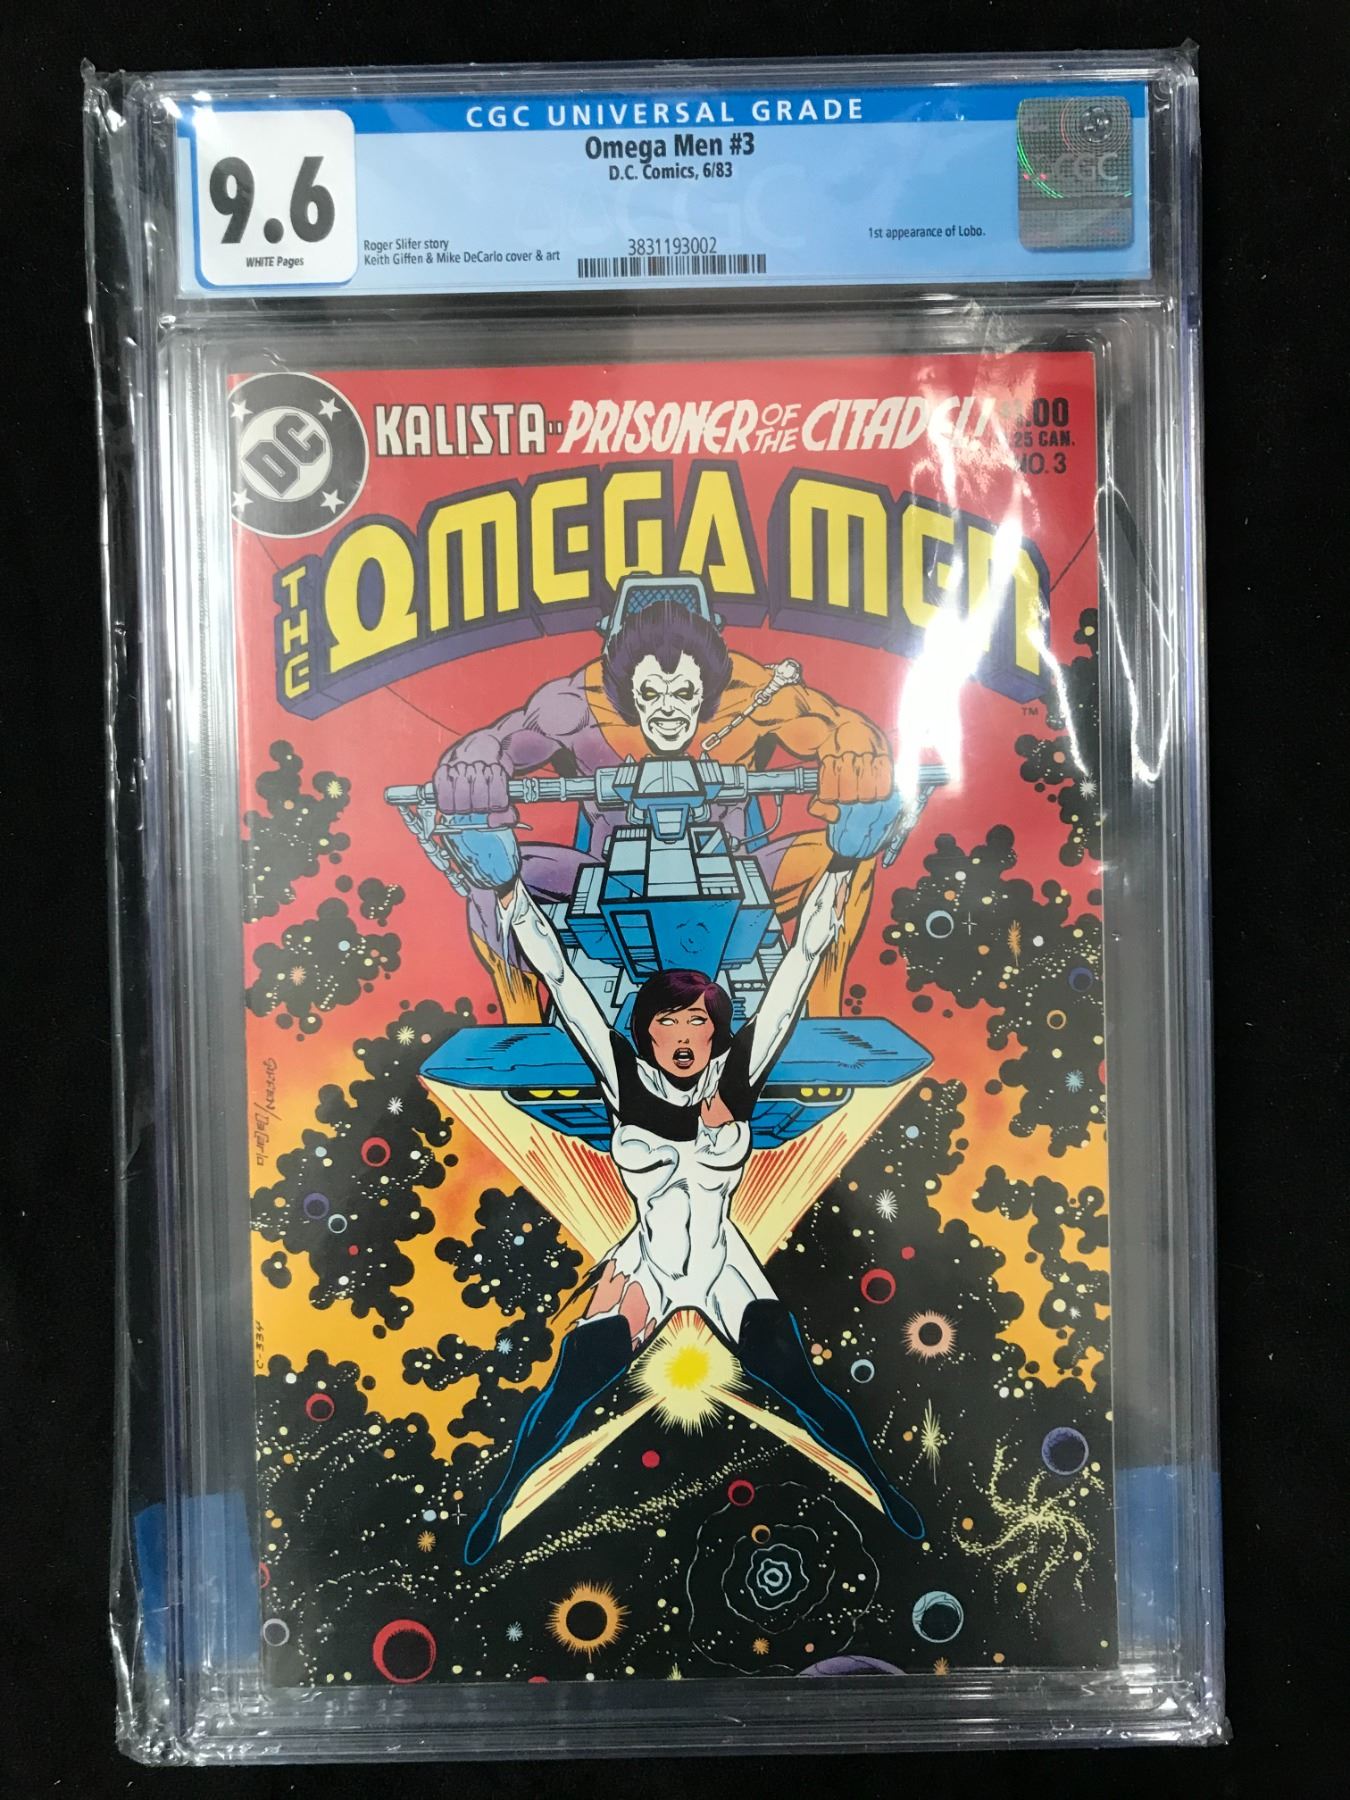 CGC UNIVERSAL GRADE
9.6
WHITE Pages
Omega Men #3
D.C. Comics, 6/83
Roger Slifer story
Keith Giffen & Mike DeCarlo cover & art
3831193002
1st appearance of Lobo.
CGC
DC
KALISTA.. PRISONER OF THE CITADEL!
$1.00
.25 CAN.
NO. 3
THE OMEGA MEN
TM
GIFFEN/DeCarlo
C-334